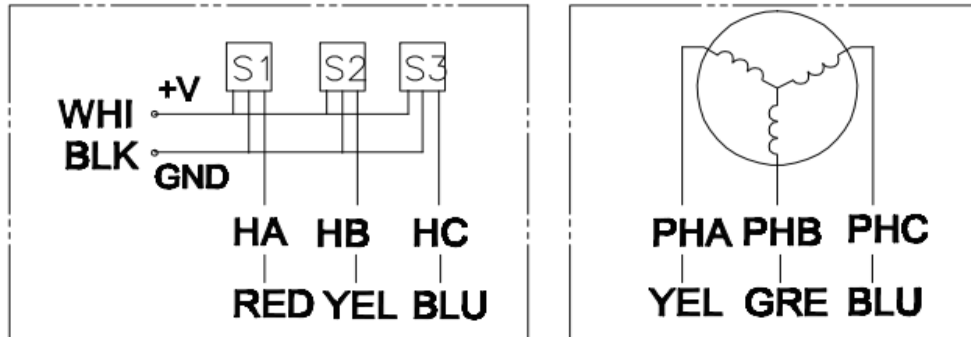 S1 S2 S3
+V
WHI
BLK
GND
HA HB HC
RED YEL BLU
PHA PHB PHC
YEL GRE BLU